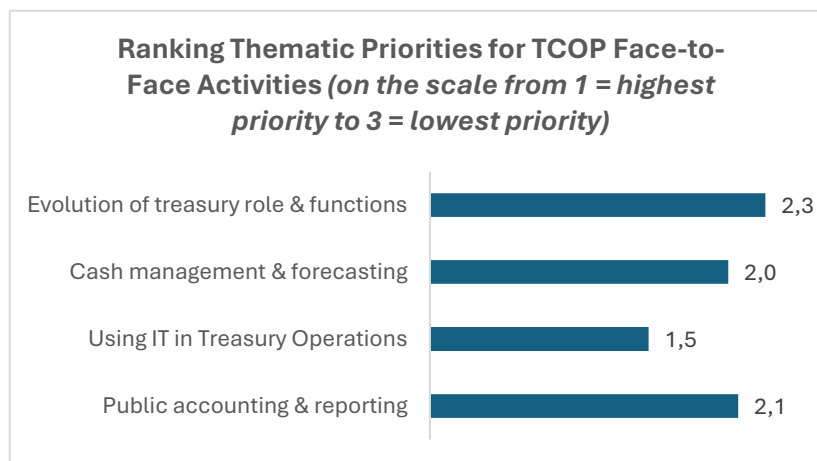 Ranking Thematic Priorities for TCOP Face-to-
Face Activities (on the scale from 1 = highest
priority to 3 = lowest priority)
Evolution of treasury role & functions 2,3
Cash management & forecasting 2,0
Using IT in Treasury Operations 1,5
Public accounting & reporting 2,1